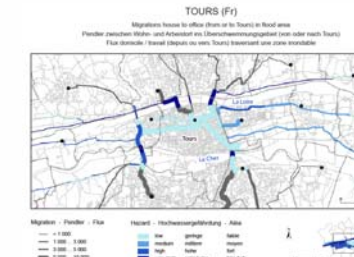 TOURS (Fr)
Migrations house to office (from or to Tours) in flood area
Pendler zwischen Wohn- und Arbeitsort ins Überschwemmungsgebiet (von oder nach Tours)
Flux domicile / travail (depuis ou vers Tours) traversant une zone inondable
La Loire
Tours
Le Cher
Migration - Pendler - Flux
Hazard - Hochwassergefährdung - Aléa
< 1 000
low geringe faible
1 000 .. 3 000
medium mittlere moyen
3 000 .. 5 000
high hohe fort